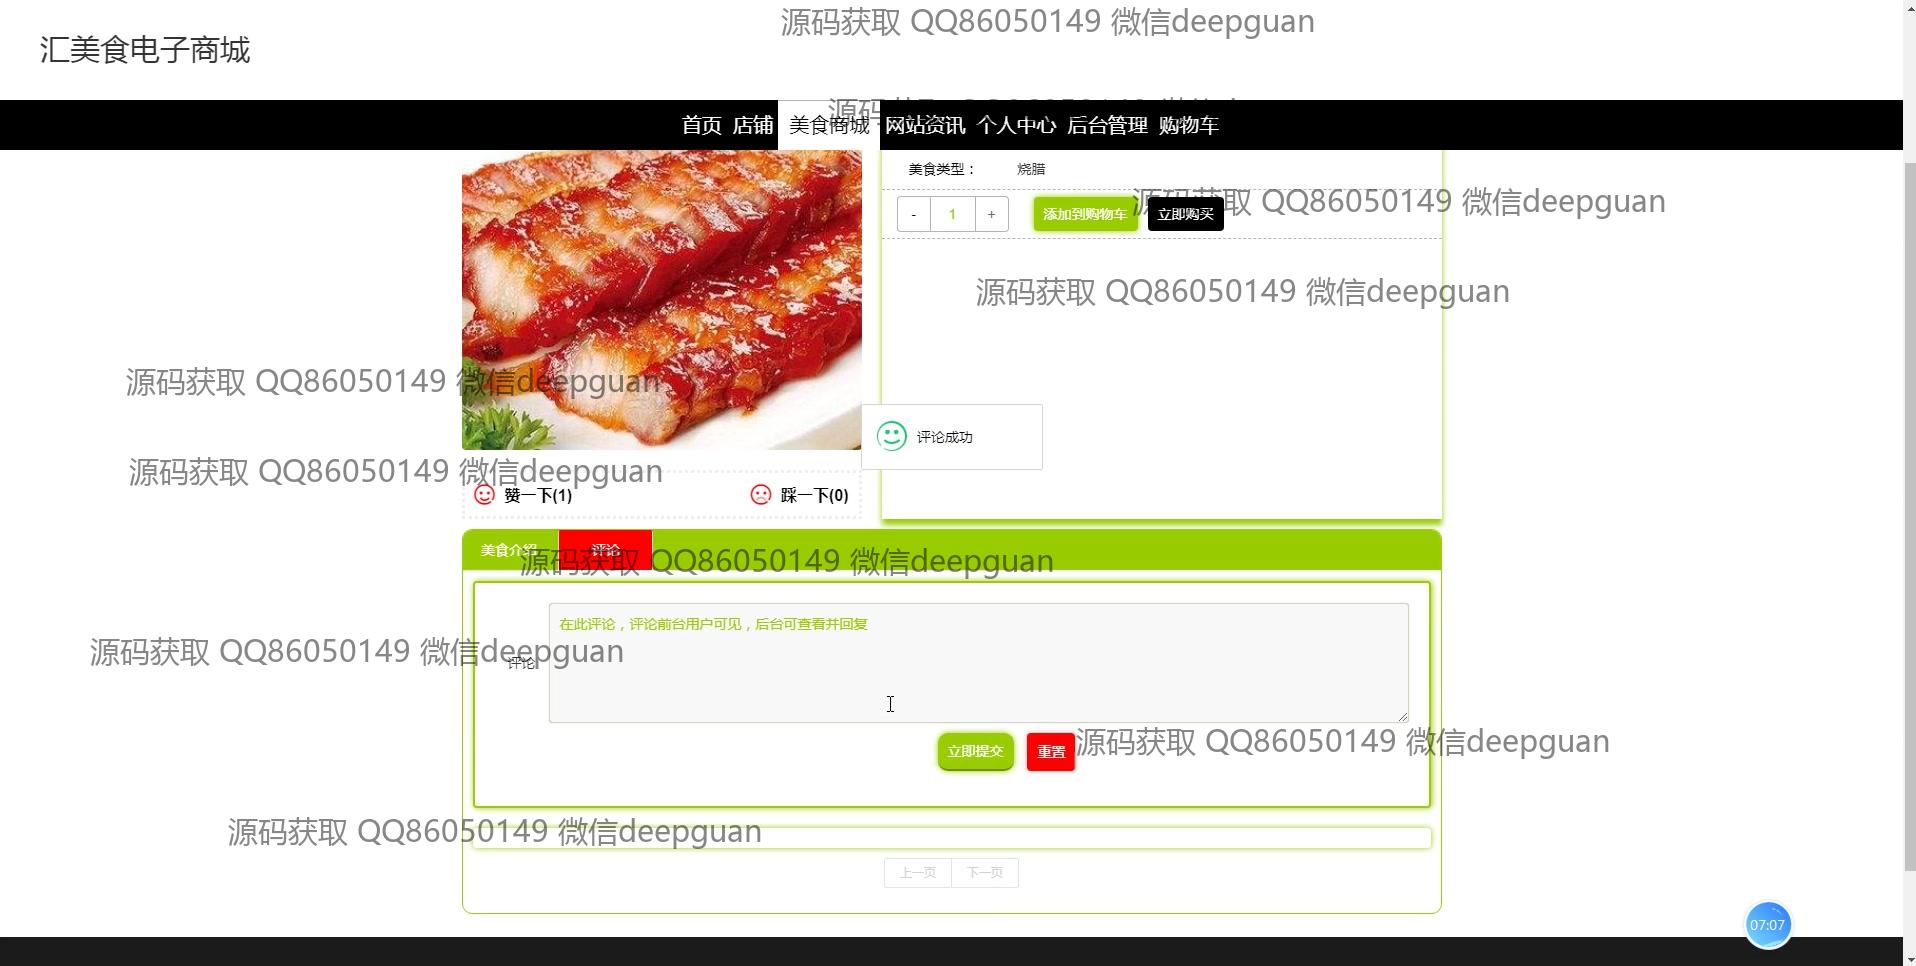 源码获取 QQ86050149 微信deepguan
汇美食电子商城
首页 店铺 美食商城 网站资讯 个人中心 后台管理 购物车
美食类型： 烧腊
源码获取 QQ86050149 微信deepguan
- 1 + 添加到购物车 立即购买
源码获取 QQ86050149 微信deepguan
源码获取 QQ86050149 微信deepguan
评论成功
源码获取 QQ86050149 微信deepguan
赞一下(1) 踩一下(0)
美食介绍 评论
源码获取 QQ86050149 微信deepguan
在此评论，评论前台用户可见，后台可查看并回复
源码获取 QQ86050149 微信deepguan
评论
源码获取 QQ86050149 微信deepguan
立即提交 重置
源码获取 QQ86050149 微信deepguan
上一页 下一页
07:07